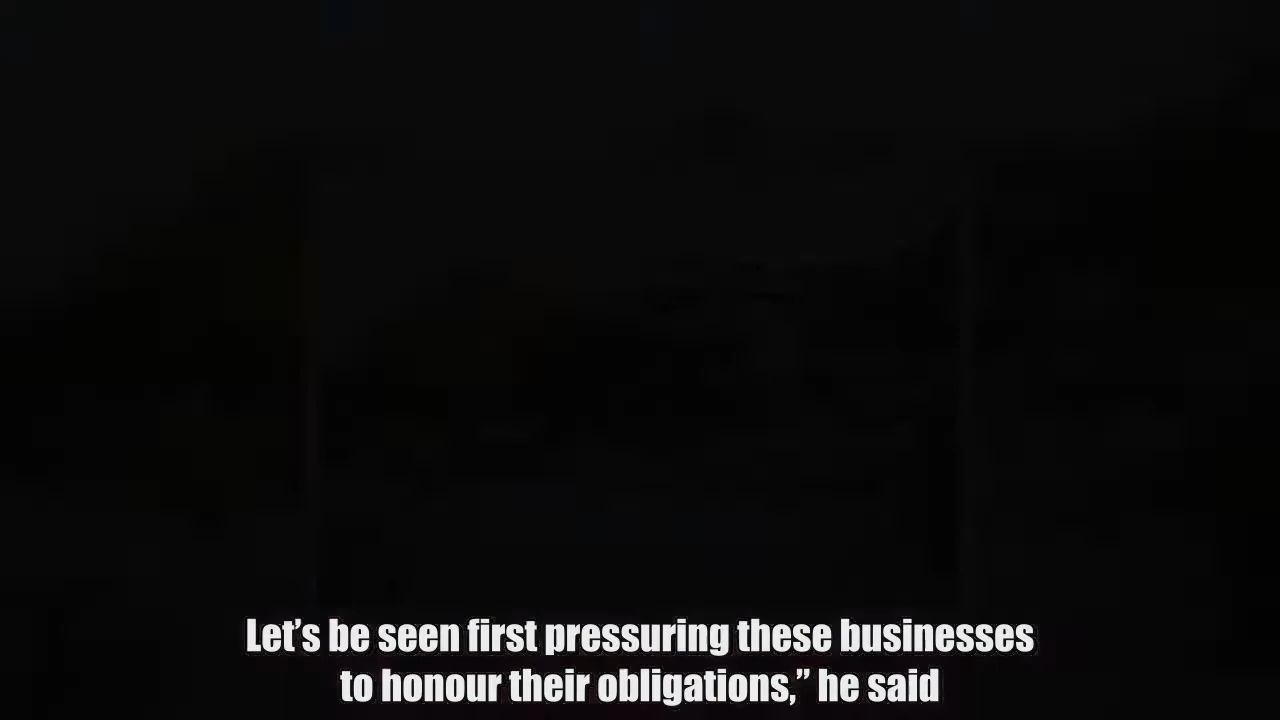 Let’s be seen first pressuring these businesses
to honour their obligations,” he said